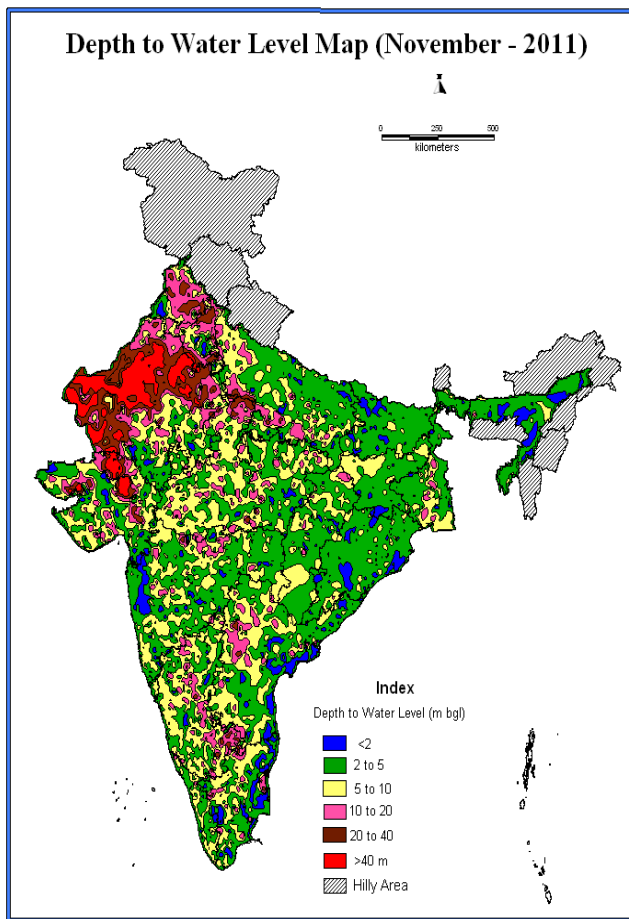 Depth to Water Level Map (November - 2011)
N
0 250 500
kilometers
Index
Depth to Water Level (m bgl)
<2
2 to 5
5 to 10
10 to 20
20 to 40
>40 m
Hilly Area